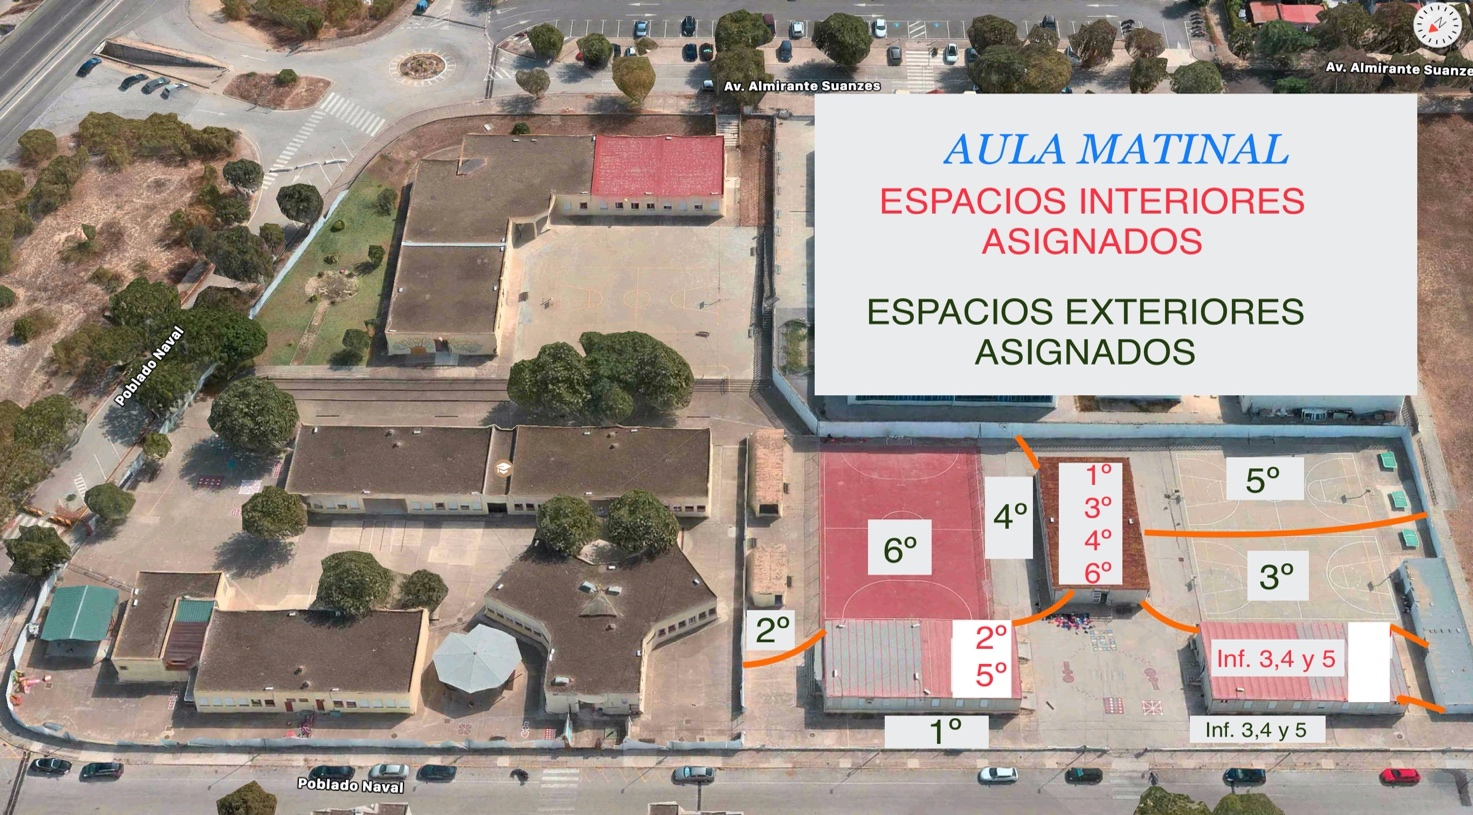 Av. Almirante Suanzes
Av. Almirante Suanze
AULA MATINAL
ESPACIOS INTERIORES
ASIGNADOS
ESPACIOS EXTERIORES
ASIGNADOS
Poblado Naval
5º
4º
1º
3º
4º
6º
6º
3º
2º
2º
5º
Inf. 3,4 y 5
1º
Inf. 3,4 y 5
Poblado Naval
N